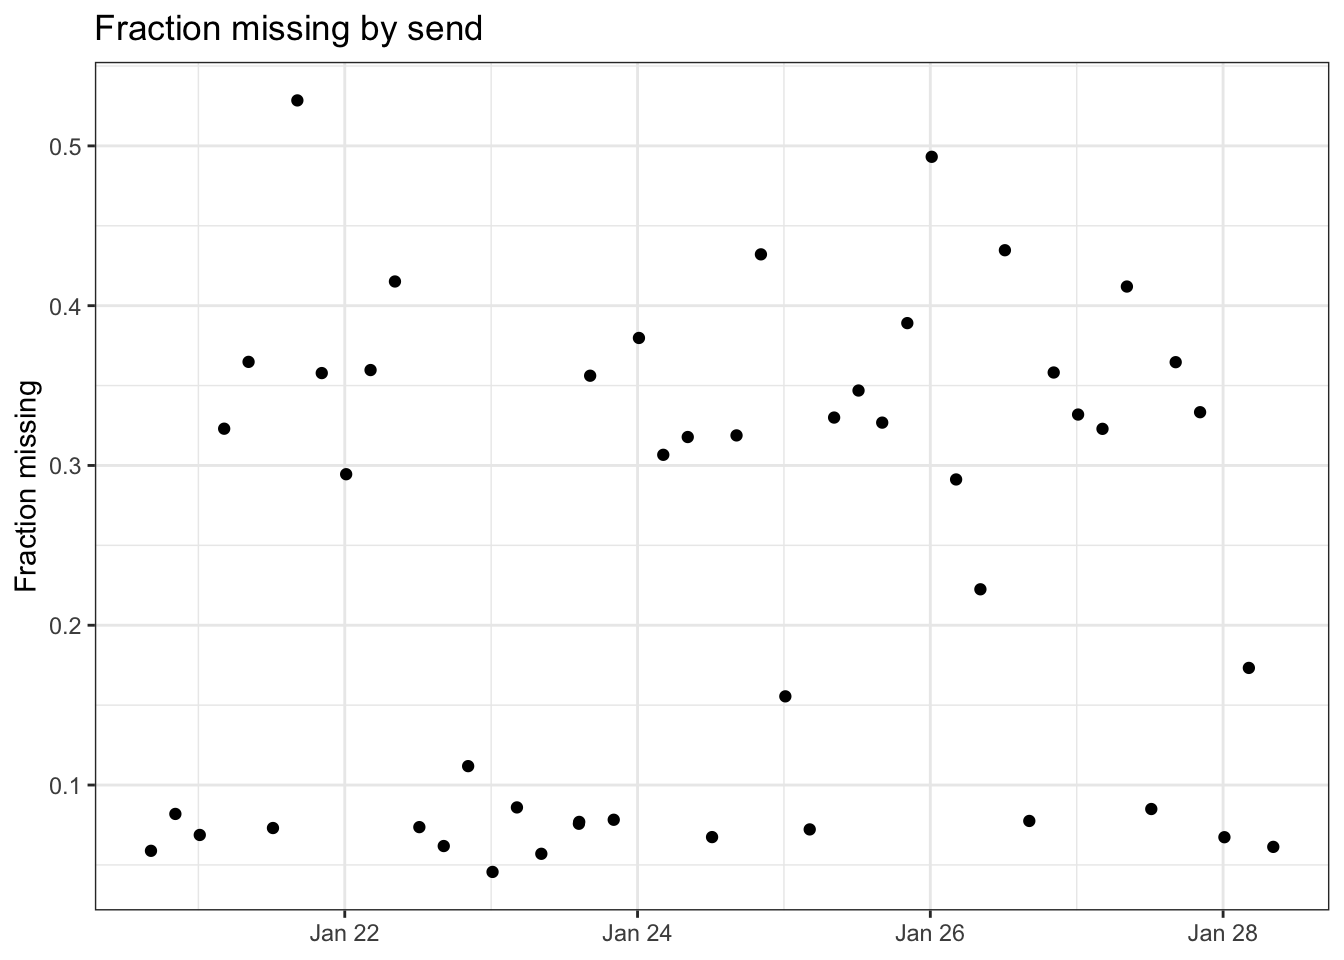 Fraction missing by send
Fraction missing
0.5
0.4
0.3
0.2
0.1
Jan 22
Jan 24
Jan 26
Jan 28